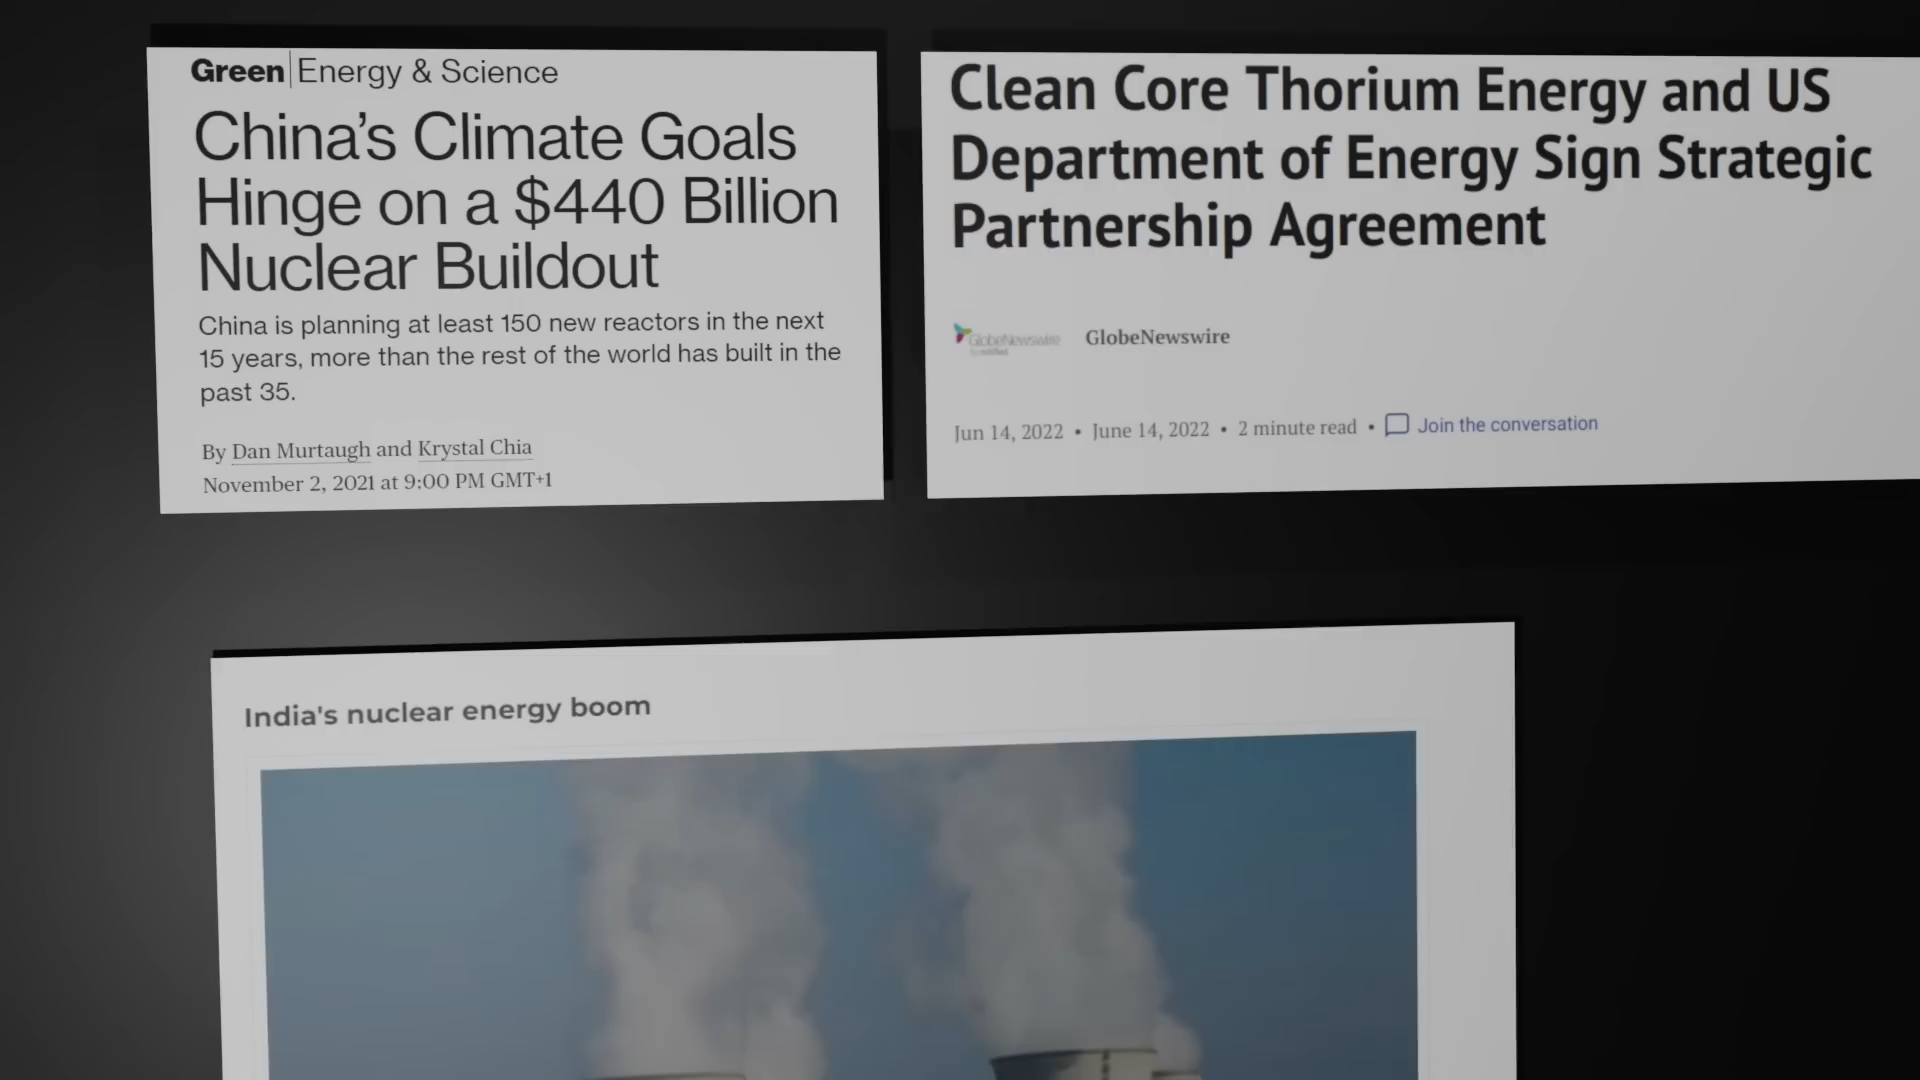 Green | Energy & Science
China's Climate Goals
Hinge on a $440 Billion
Nuclear Buildout
China is planning at least 150 new reactors in the next
15 years, more than the rest of the world has built in the
past 35.
By Dan Murtaugh and Krystal Chia
November 2, 2021 at 9:00 PM GMT+1
Clean Core Thorium Energy and US
Department of Energy Sign Strategic
Partnership Agreement
GlobeNewswire
by notified
GlobeNewswire
Jun 14, 2022 • June 14, 2022 • 2 minute read • Join the conversation
India's nuclear energy boom